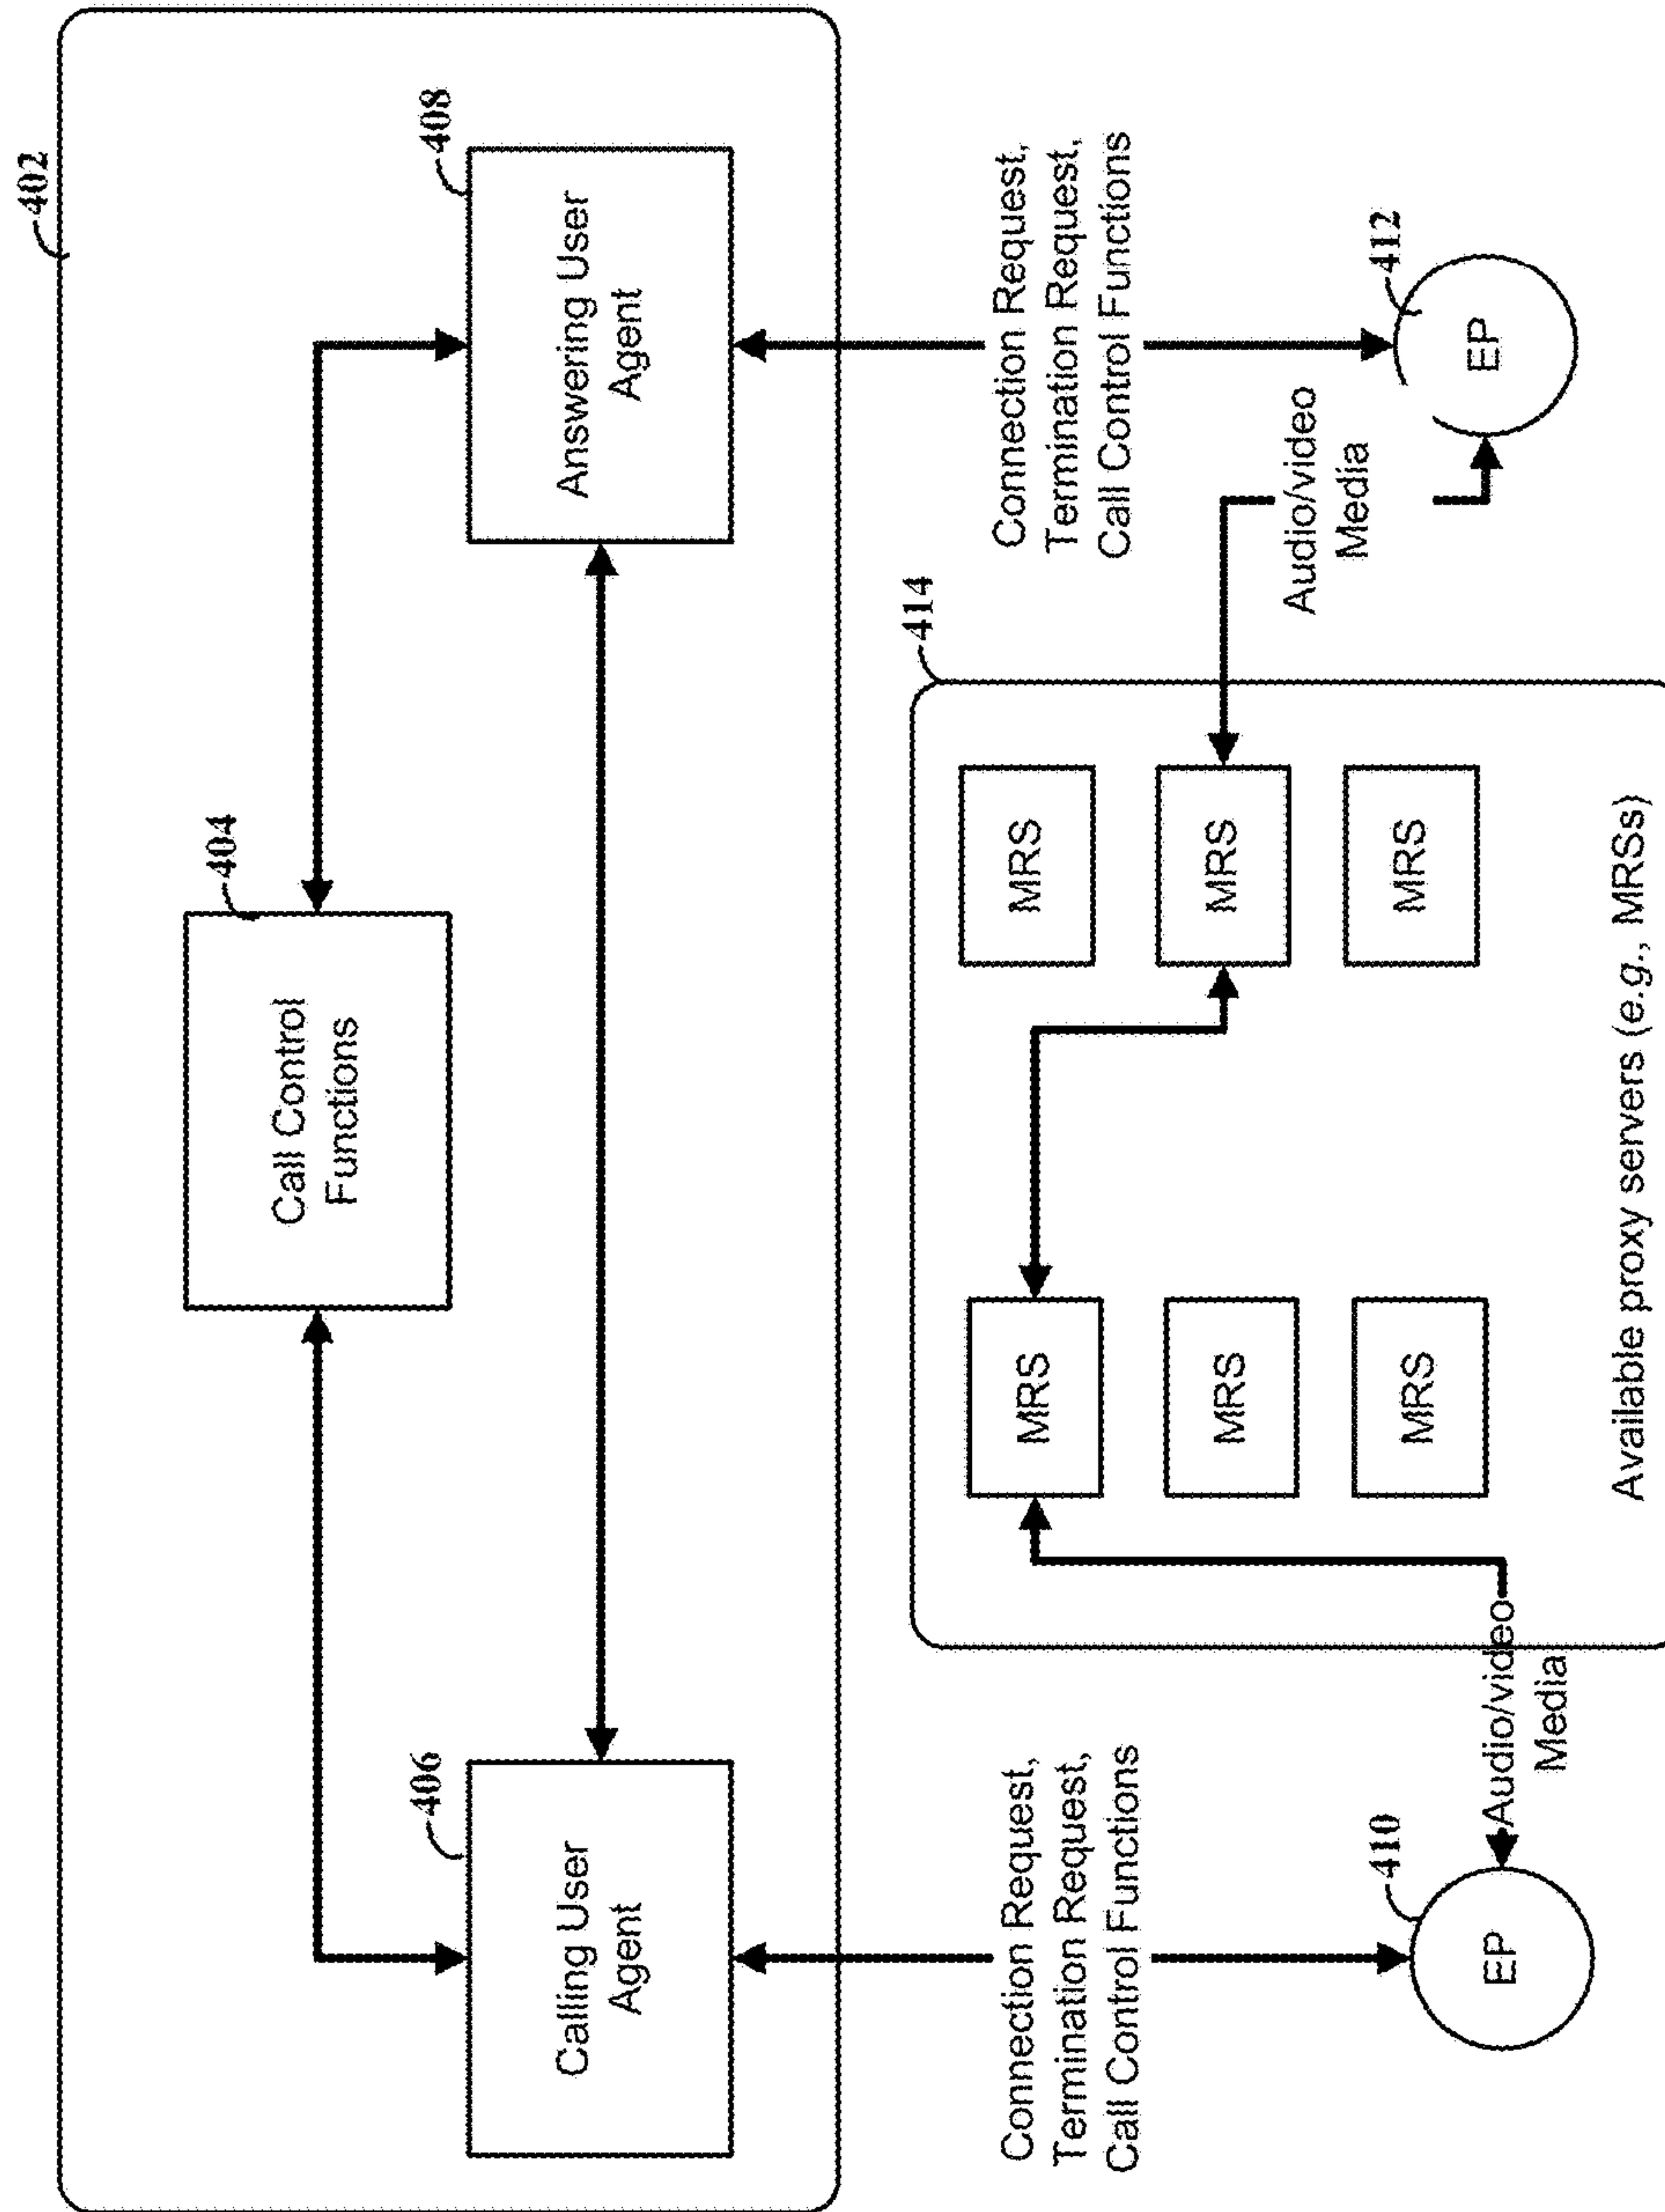 402
404
Call Control
Functions
406
408
Calling User
Agent
Answering User
Agent
Connection Request,
Termination Request,
Call Control Functions
Connection Request,
Termination Request,
Call Control Functions
414
MRS
MRS
MRS
MRS
MRS
MRS
Audio/video
Media
Audio/video
Media
410
EP
412
EP
Available proxy servers (e.g., MRSs)